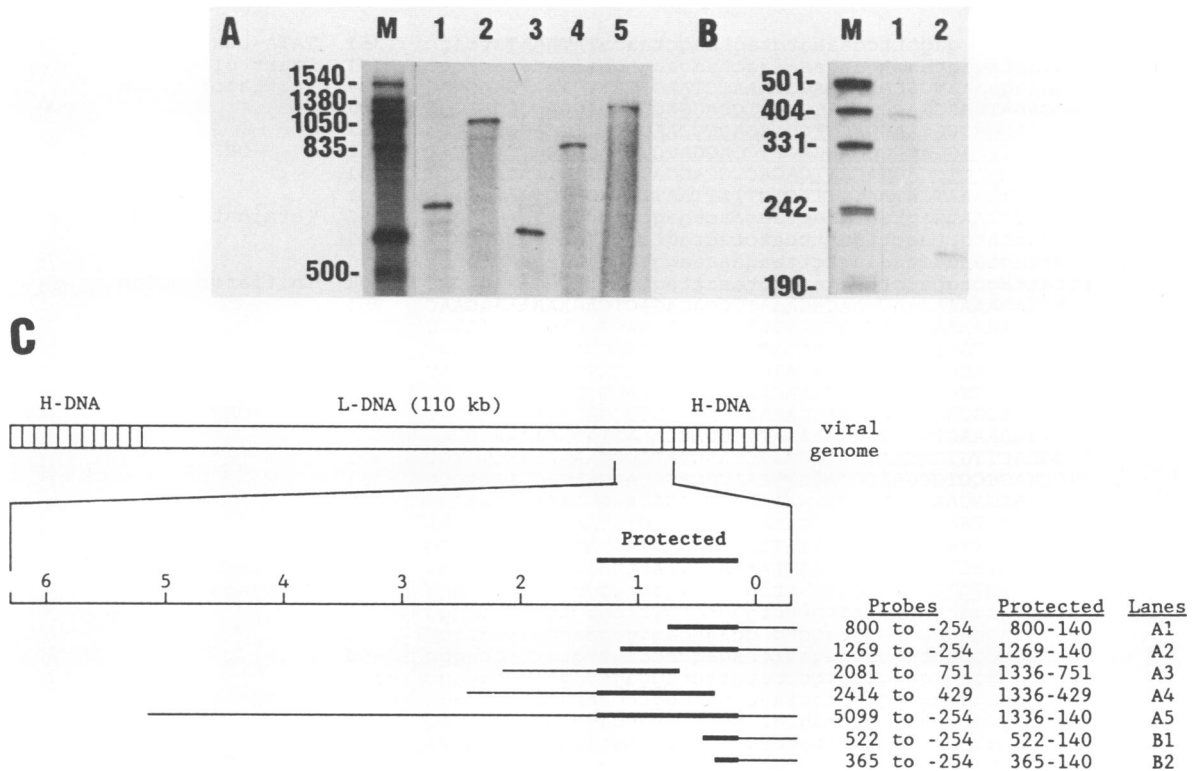 A
M 1 2 3 4 5
1540-
1380-
1050-
835-
500-
B
M 1 2
501-
404-
331-
242-
190-
C
H-DNA L-DNA (110 kb) H-DNA
viral
genome
Protected
6 5 4 3 2 1 0
Probes Protected Lanes
800 to -254 800-140 A1
1269 to -254 1269-140 A2
2081 to 751 1336-751 A3
2414 to 429 1336-429 A4
5099 to -254 1336-140 A5
522 to -254 522-140 B1
365 to -254 365-140 B2